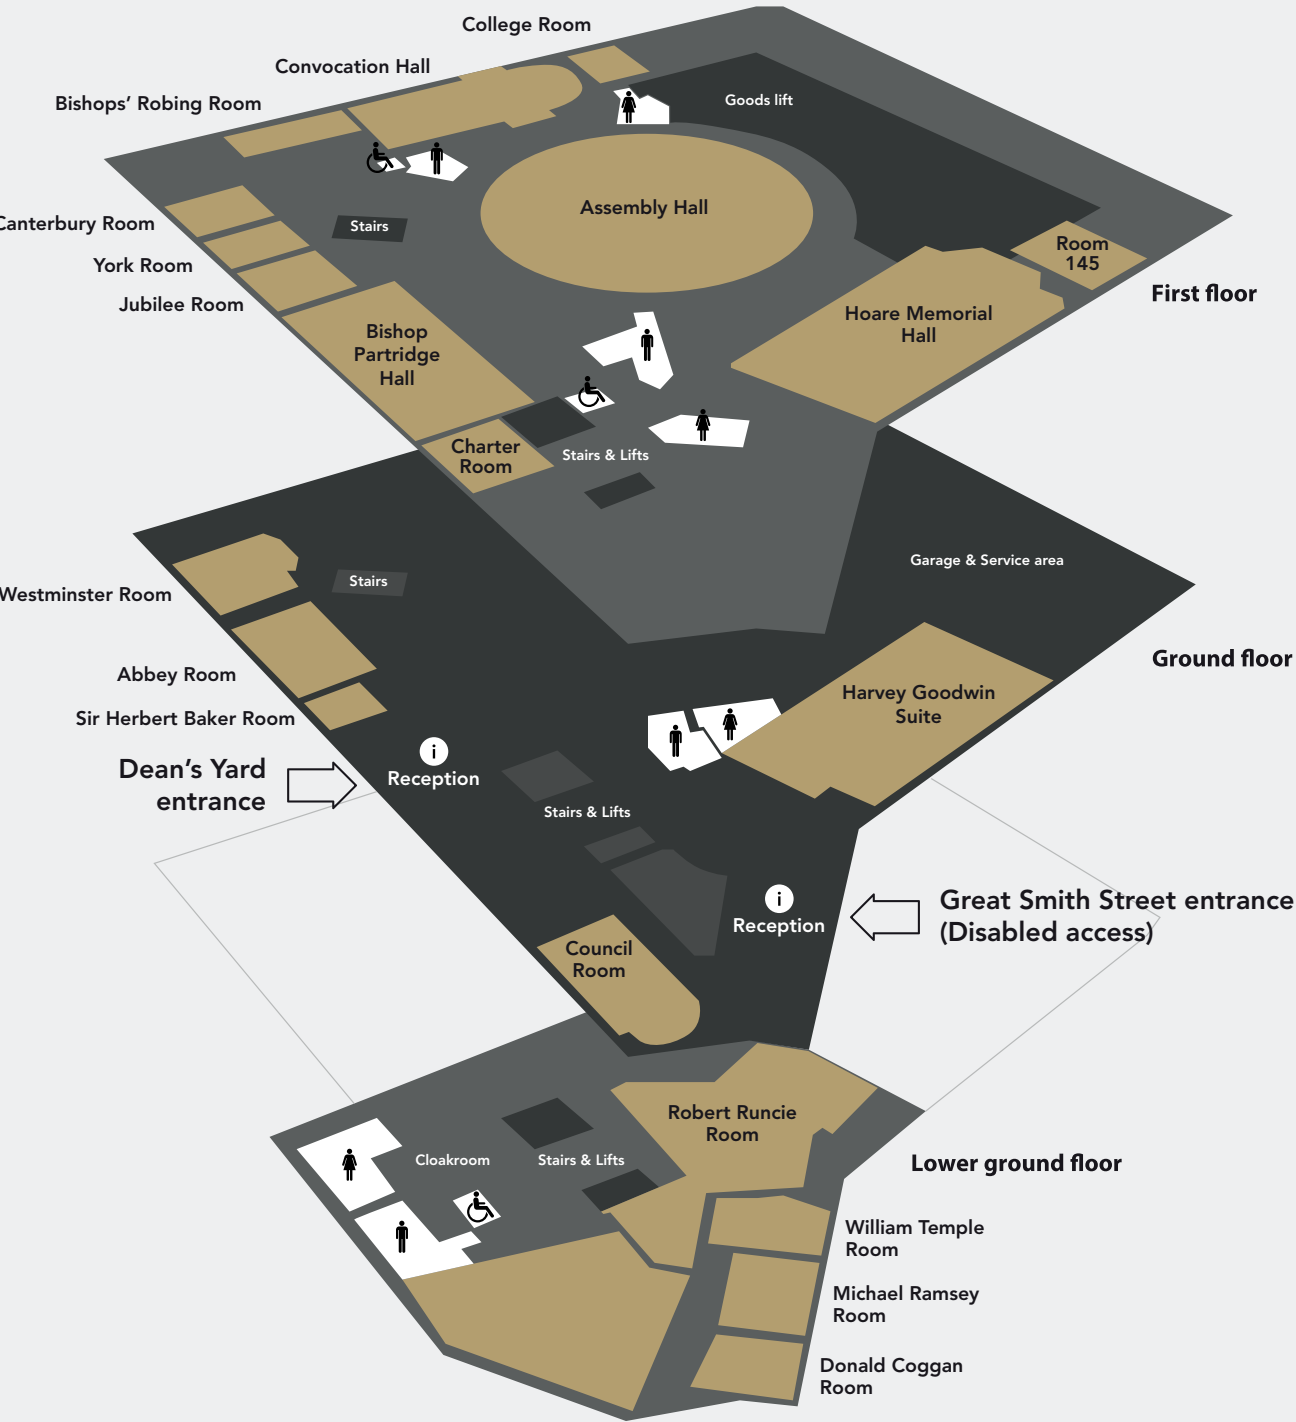 College Room
Convocation Hall
Bishops’ Robing Room
Goods lift
Assembly Hall
Canterbury Room
Stairs
York Room
Jubilee Room
Room
145
First floor
Hoare Memorial
Hall
Bishop
Partridge
Hall
Charter
Room
Stairs & Lifts
Garage & Service area
Stairs
Westminster Room
Ground floor
Abbey Room
Harvey Goodwin
Suite
Sir Herbert Baker Room
Dean’s Yard
entrance
i
Reception
Stairs & Lifts
i
Reception
Great Smith Street entrance
(Disabled access)
Council
Room
Robert Runcie
Room
Cloakroom
Stairs & Lifts
Lower ground floor
William Temple
Room
Michael Ramsey
Room
Donald Coggan
Room